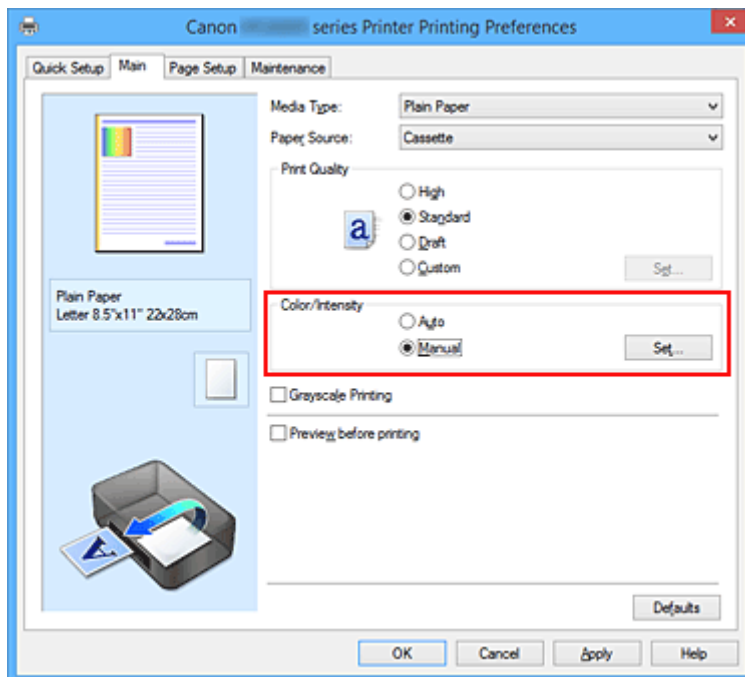 Canon series Printer Printing Preferences
Quick Setup Main Page Setup Maintenance
Media Type: Plain Paper
Paper Source: Cassette
Print Quality
High
a Standard
Draft
Custom Set...
Plain Paper
Letter 8.5"x11" 22x28cm
Color/Intensity
Auto
Manual Set...
Grayscale Printing
Preview before printing
A
Defaults
OK Cancel Apply Help